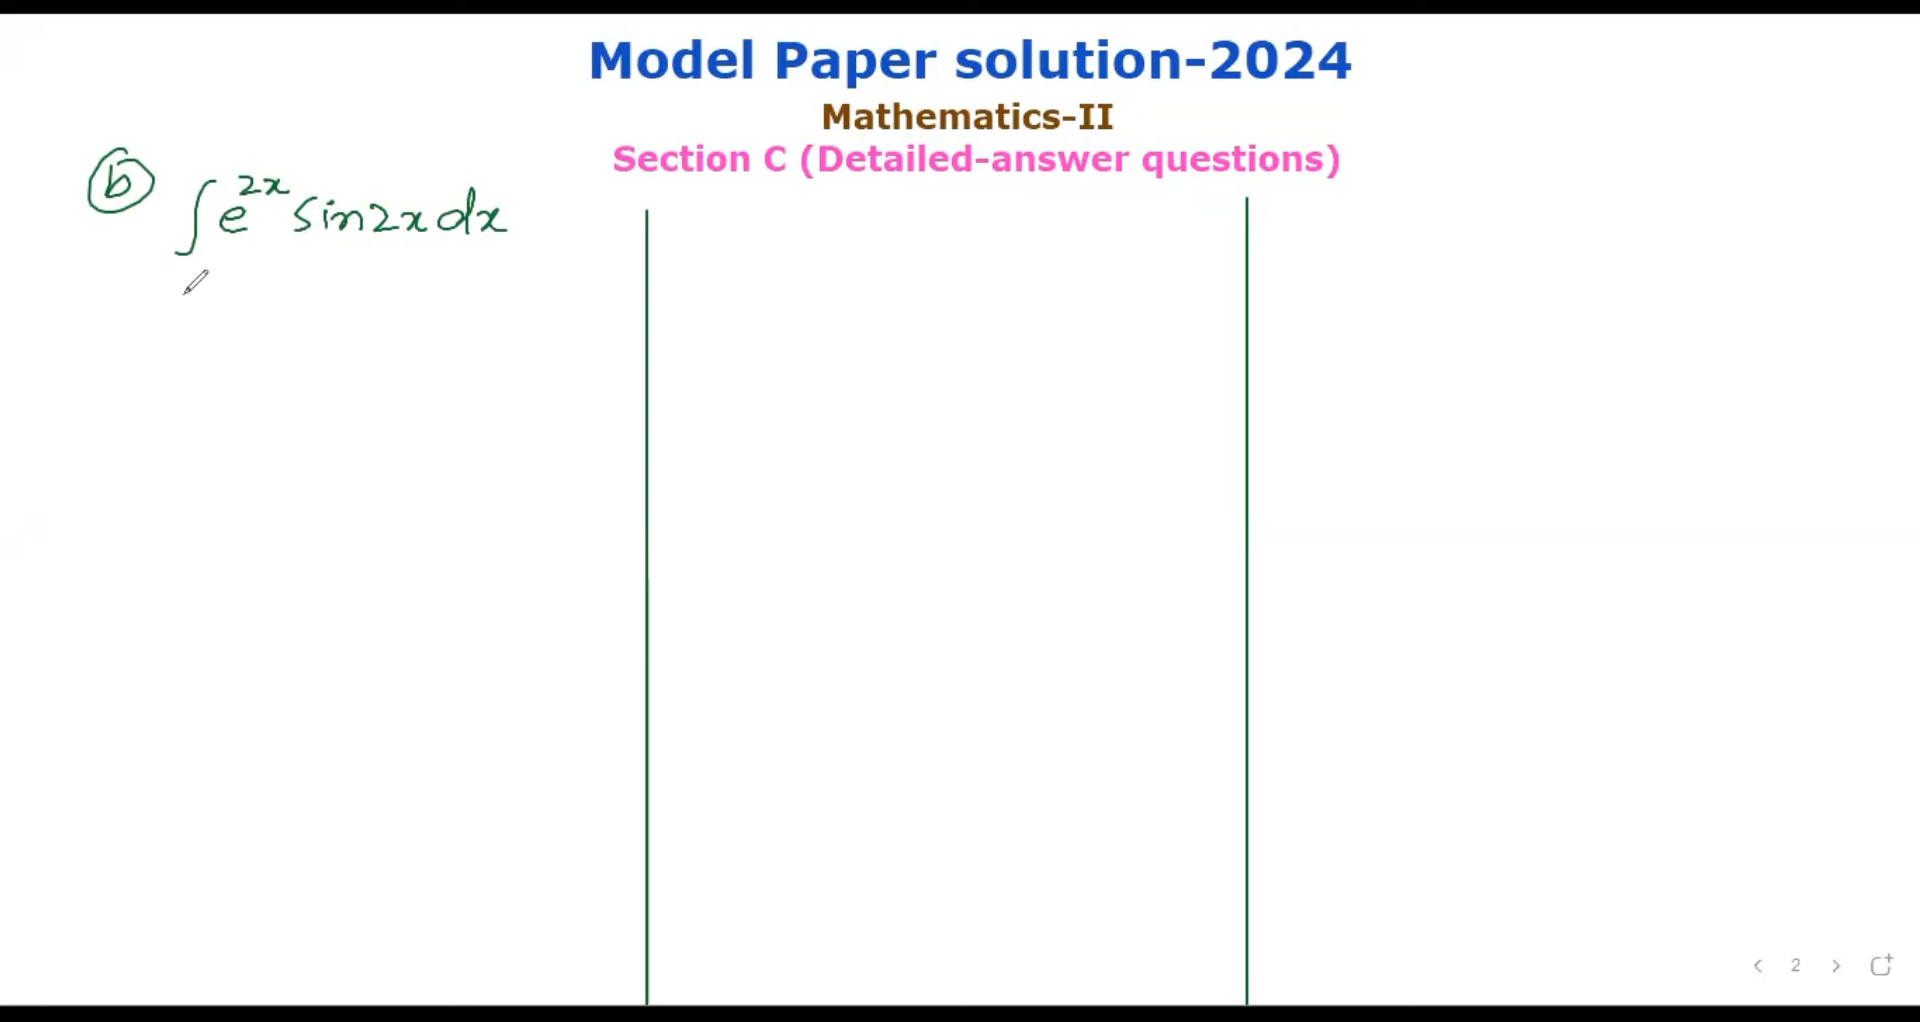 Model Paper solution-2024
Mathematics-II
Section C (Detailed-answer questions)
(b) ∫e^{2x} sin2x dx
2